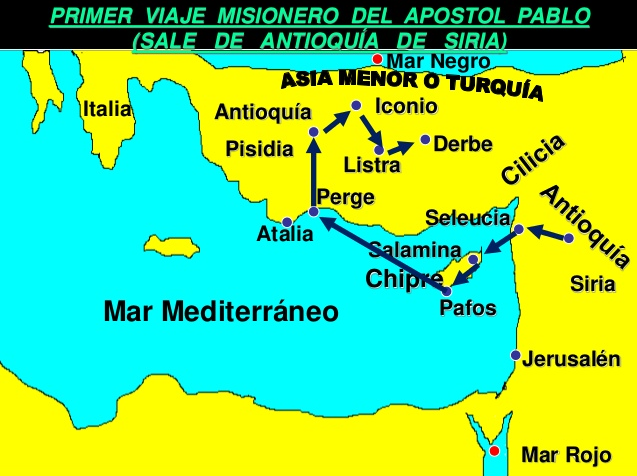 PRIMER VIAJE MISIONERO DEL APOSTOL PABLO
(SALE DE ANTIOQUÍA DE SIRIA)
Mar Negro
ASIA MENOR O TURQUÍA
Italia
Antioquía
Iconio
Pisidia
Listra
Derbe
Cilicia
Perge
Atalia
Seleucia
Antioquía
Salamina
Chipre
Siria
Mar Mediterráneo
Pafos
Jerusalén
Mar Rojo